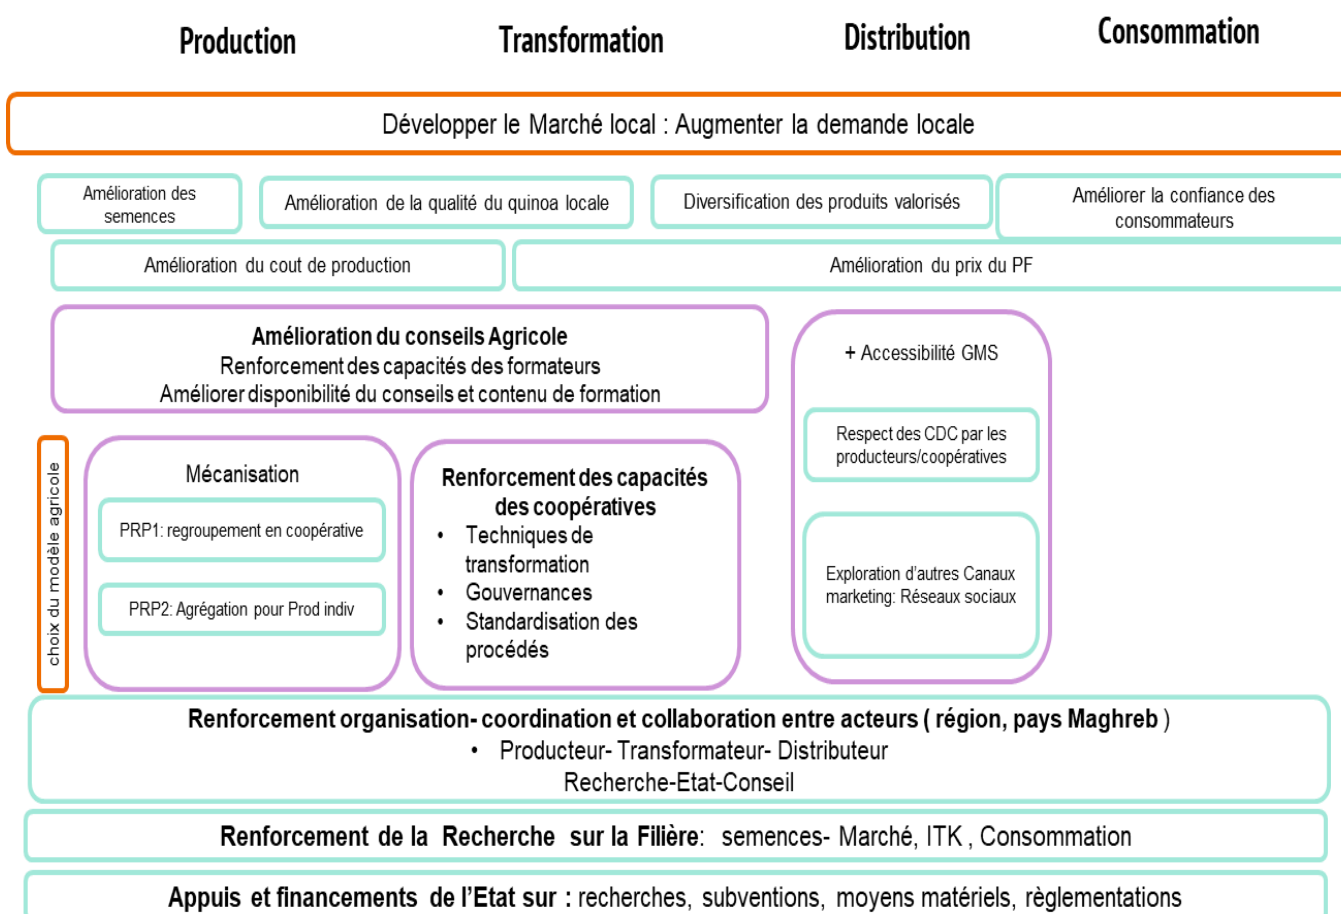 Production
Transformation
Distribution
Consommation
Développer le Marché local : Augmenter la demande locale
Amélioration des
semences
Amélioration de la qualité du quinoa locale
Diversification des produits valorisés
Améliorer la confiance des
consommateurs
Amélioration du cout de production
Amélioration du prix du PF
Amélioration du conseils Agricole
Renforcement des capacités des formateurs
Améliorer disponibilité du conseils et contenu de formation
+ Accessibilité GMS
Respect des CDC par les
producteurs/coopératives
Exploration d’autres Canaux
marketing: Réseaux sociaux
choix du modèle agricole
Mécanisation
PRP1: regroupement en coopérative
PRP2: Agrégation pour Prod indiv
Renforcement des capacités
des coopératives
• Techniques de
transformation
• Gouvernances
• Standardisation des
procédés
Renforcement organisation- coordination et collaboration entre acteurs ( région, pays Maghreb )
• Producteur- Transformateur- Distributeur
Recherche-Etat-Conseil
Renforcement de la Recherche sur la Filière: semences- Marché, ITK , Consommation
Appuis et financements de l’Etat sur : recherches, subventions, moyens matériels, règlementations